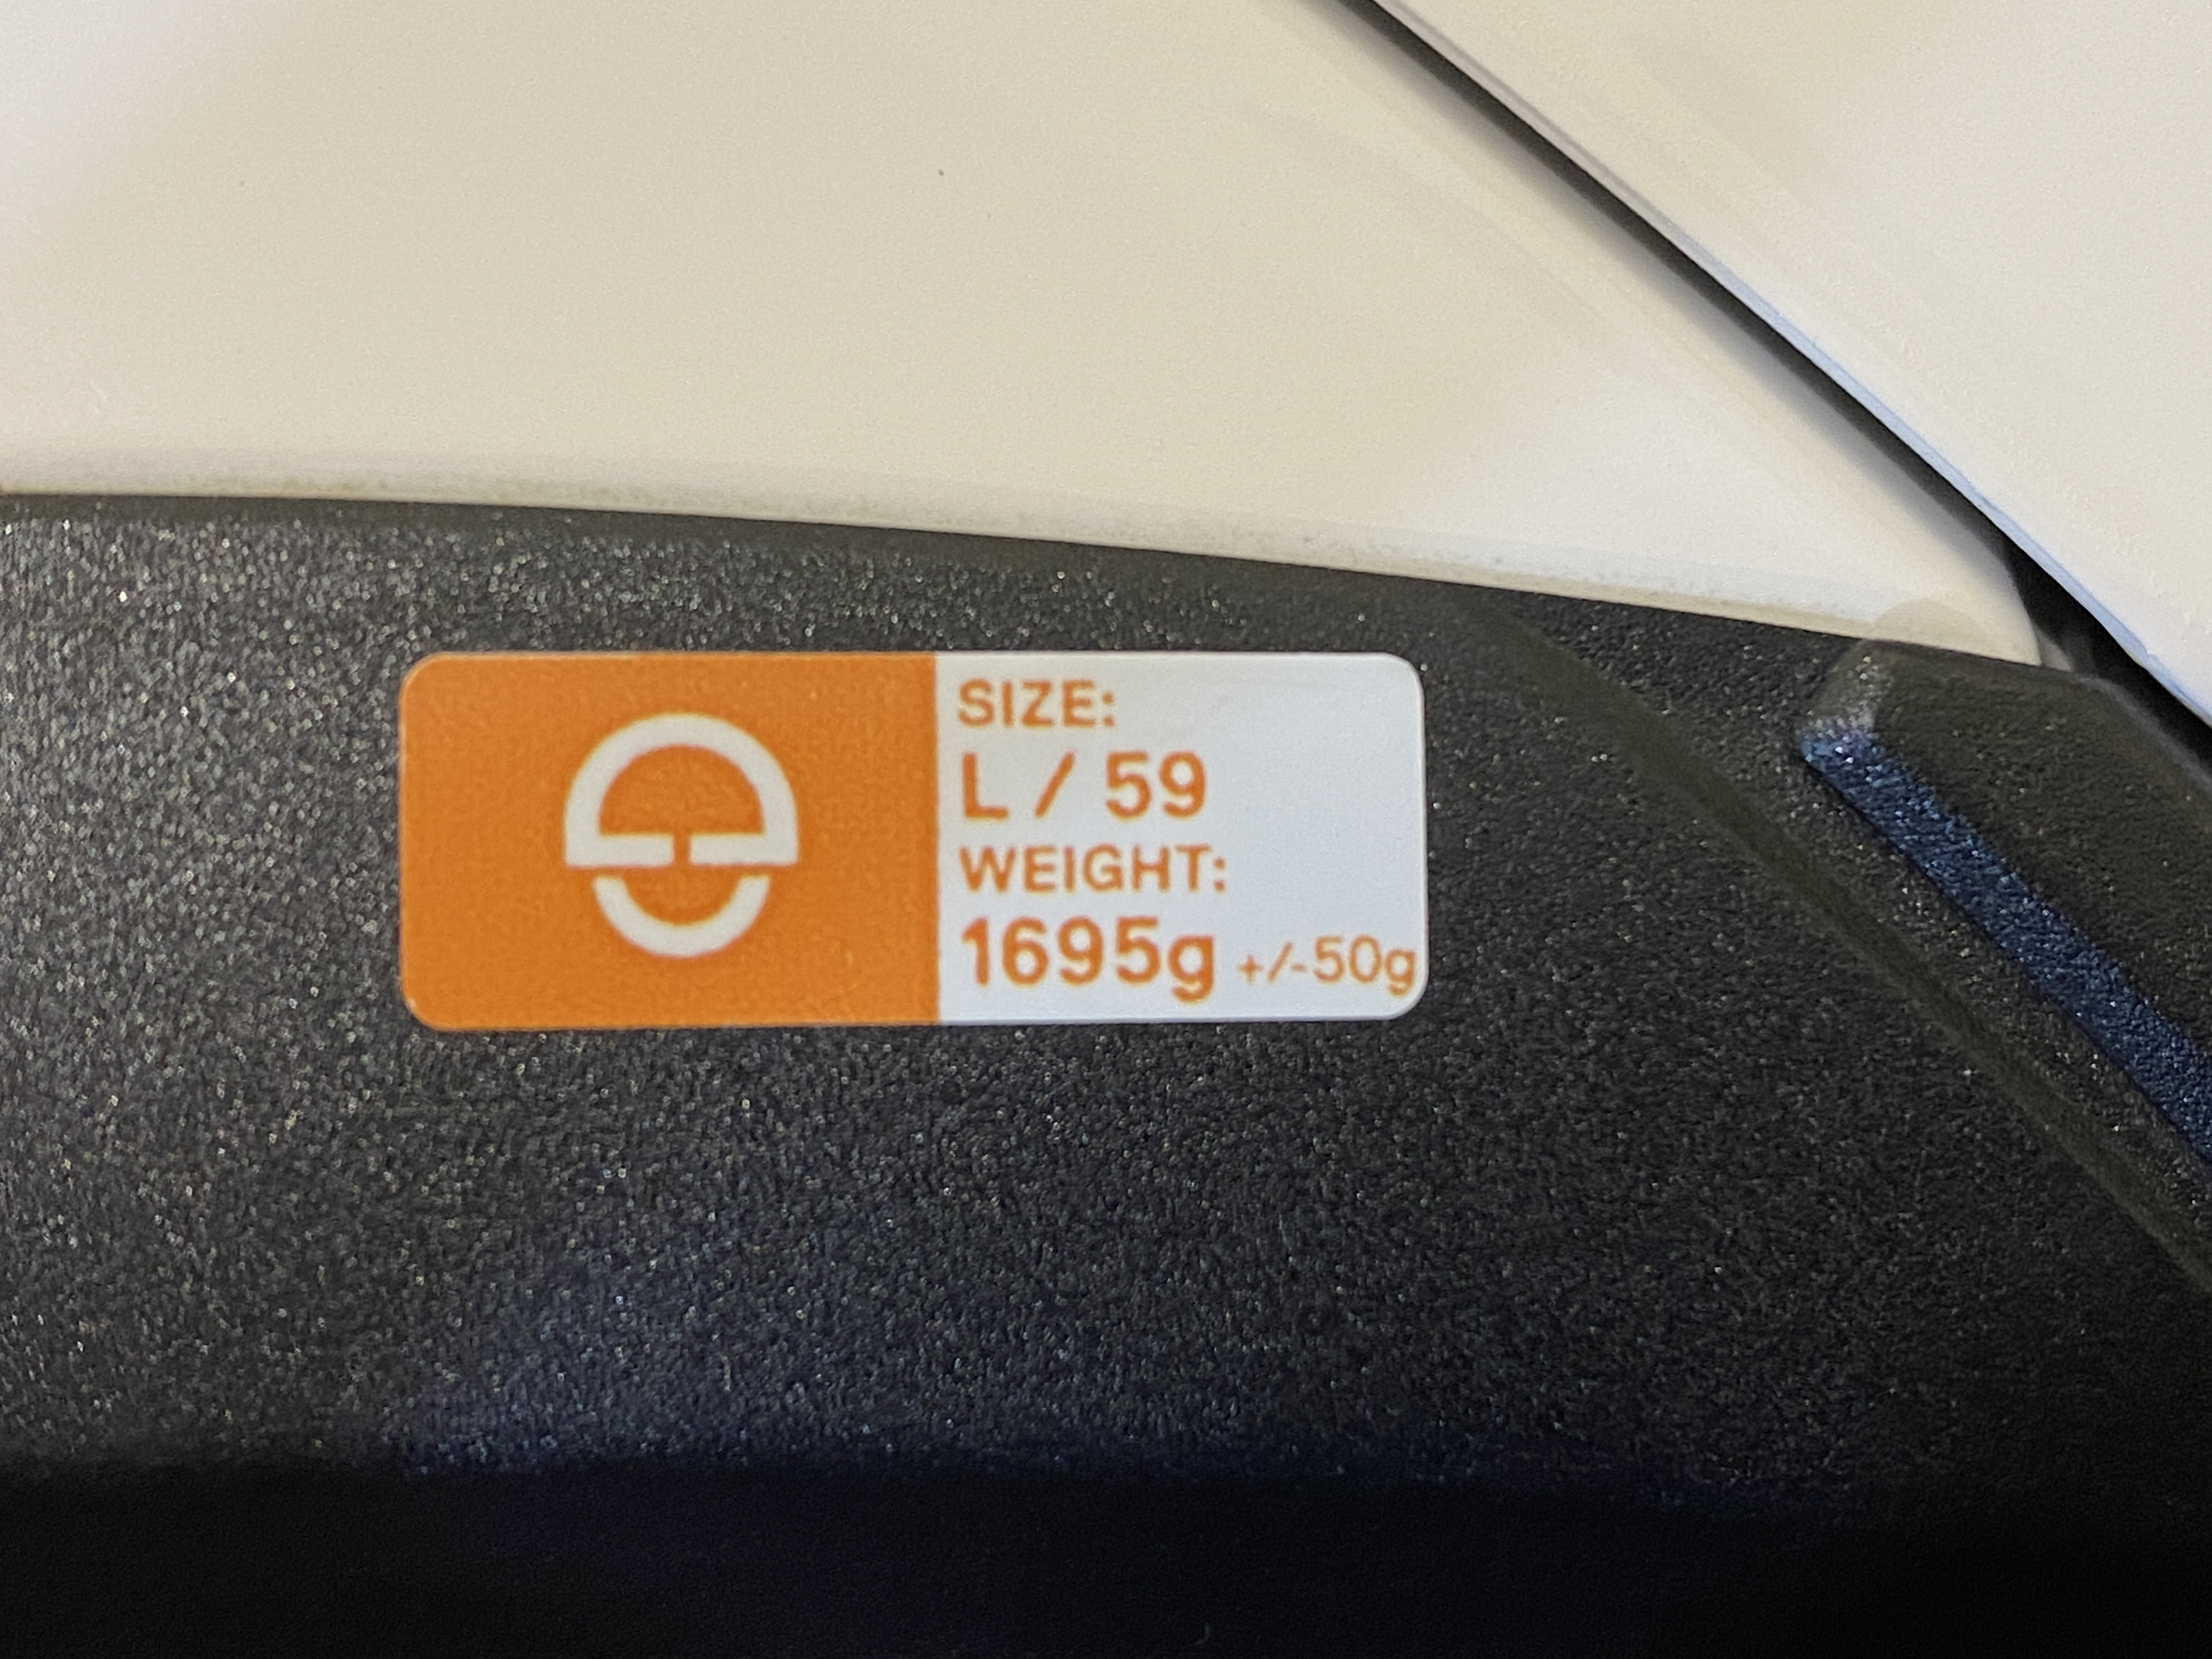 SIZE:
L / 59
WEIGHT:
1695g +/-50g